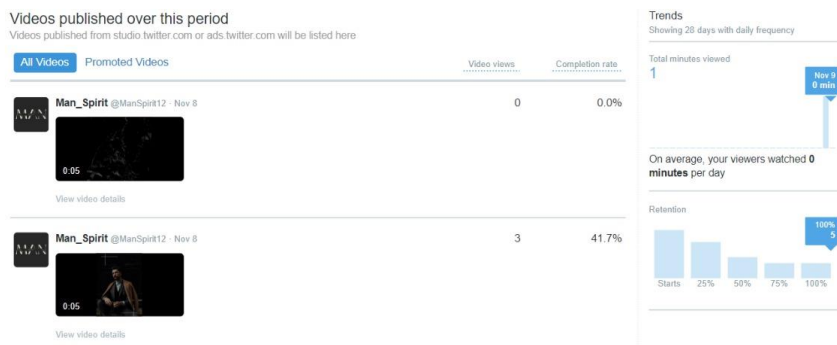 Videos published over this period
Videos published from studio.twitter.com or ads.twitter.com will be listed here
All Videos Promoted Videos Video views Completion rate
MAN
Man_Spirit @ManSpirit12 · Nov 8 0 0.0%
0:05
View video details
MAN
Man_Spirit @ManSpirit12 · Nov 8 3 41.7%
0:05
View video details
Trends
Showing 28 days with daily frequency
Total minutes viewed
1
Nov 9
0 min
On average, your viewers watched 0
minutes per day
Retention
100%
5
Starts 25% 50% 75% 100%